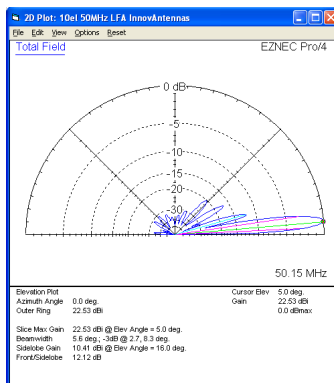 2D Plot: 10el 50MHz LFA InnovAntennas
File Edit View Options Reset
Total Field EZNEC Pro/4
0 dB
-5
-10
-15
-20
-30
50.15 MHz
Elevation Plot Cursor Elev 5.0 deg.
Azimuth Angle 0.0 deg. Gain 22.53 dBi
Outer Ring 22.53 dBi 0.0 dBmax
Slice Max Gain 22.53 dBi @ Elev Angle = 5.0 deg.
Beamwidth 5.6 deg.; -3dB @ 2.7, 8.3 deg.
Sidelobe Gain 10.41 dBi @ Elev Angle = 16.0 deg.
Front/Sidelobe 12.12 dB